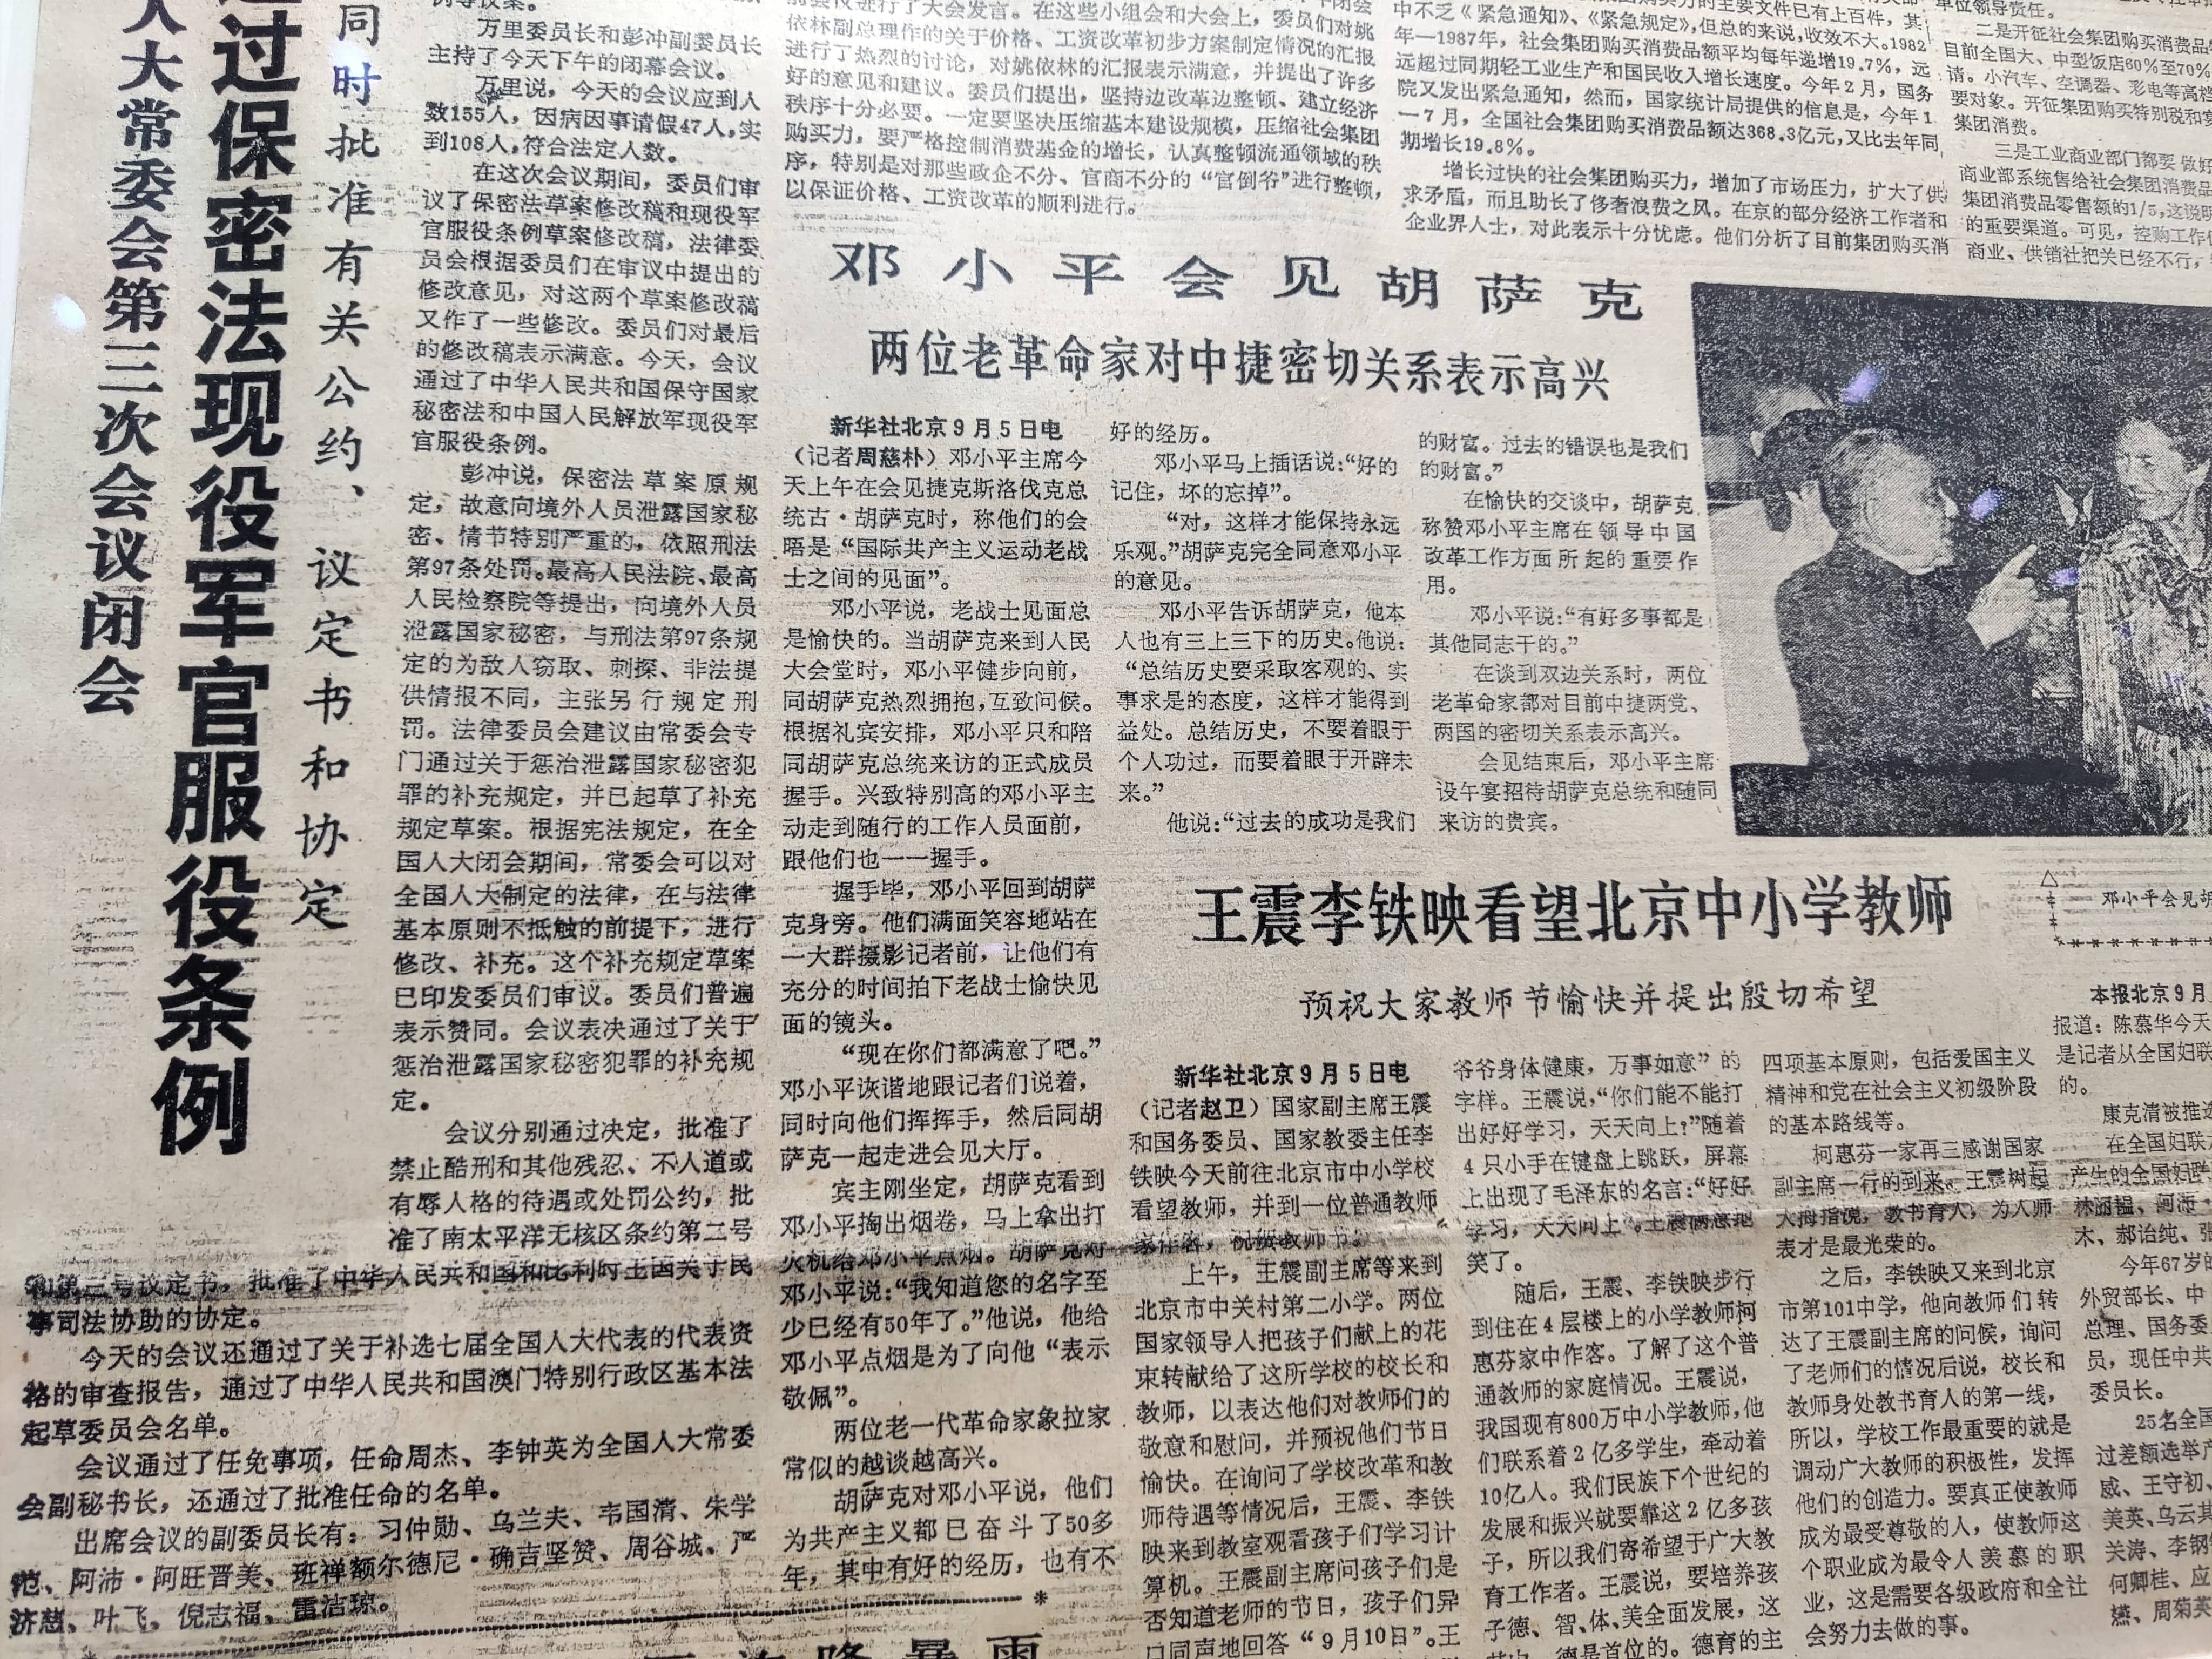 人大常委会第三次会议闭会
过保密法现役军官服役条例
同时批准有关公约、议定书和协定
万里委员长和彭冲副委员长
主持了今天下午的闭幕会议。
万里说，今天的会议应到人
数155人，因病因事请假47人，实
到108人，符合法定人数。
在这次会议期间，委员们审
议了保密法草案修改稿和现役军
官服役条例草案修改稿，法律委
员会根据委员们在审议中提出的
修改意见，对这两个草案修改稿
又作了一些修改。委员们对最后
的修改稿表示满意。今天，会议
通过了中华人民共和国保守国家
秘密法和中国人民解放军现役军
官服役条例。
彭冲说，保密法草案原规
定，故意向境外人员泄露国家秘
密、情节特别严重的，依照刑法
第97条处罚。最高人民法院、最高
人民检察院等提出，向境外人员
泄露国家秘密，与刑法第97条规
定的为敌人窃取、刺探、非法提
供情报不同，主张另行规定刑
罚。法律委员会建议由常委会专
门通过关于惩治泄露国家秘密犯
罪的补充规定，并已起草了补充
规定草案。根据宪法规定，在全
国人大闭会期间，常委会可以对
全国人大制定的法律，在与法律
基本原则不抵触的前提下，进行
修改、补充。这个补充规定草案
已印发委员们审议。委员们普遍
表示赞同。会议表决通过了关于
惩治泄露国家秘密犯罪的补充规
定。
会议分别通过决定，批准了
禁止酷刑和其他残忍、不人道或
有辱人格的待遇或处罚公约，批
准了南太平洋无核区条约第二号
和第三号议定书，批准了中华人民共和国和比利时王国关于民
事司法协助的协定。
今天的会议还通过了关于补选七届全国人大代表的代表资
格的审查报告，通过了中华人民共和国澳门特别行政区基本法
起草委员会名单。
会议通过了任免事项，任命周杰、李钟英为全国人大常委
会副秘书长，还通过了批准任命的名单。
出席会议的副委员长有：习仲勋、乌兰夫、韦国清、朱学
范、阿沛·阿旺晋美、班禅额尔德尼·确吉坚赞、周谷城、严
济慈、叶飞、倪志福、雷洁琼。
前会议进行了大会发言。在这些小组会和大会上，委员们对姚
依林副总理作的关于价格、工资改革初步方案制定情况的汇报
进行了热烈的讨论，对姚依林的汇报表示满意，并提出了许多
好的意见和建议。委员们提出，坚持边改革边整顿、建立经济
秩序十分必要。一定要坚决压缩基本建设规模，压缩社会集团
购买力，要严格控制消费基金的增长，认真整顿流通领域的秩
序，特别是对那些政企不分、官商不分的“官倒爷”进行整顿，
以保证价格、工资改革的顺利进行。
中不乏《紧急通知》、《紧急规定》，但总的来说，收效不大。1982
年—1987年，社会集团购买消费品额平均每年递增19.7%，远
远超过同期轻工业生产和国民收入增长速度。今年2月，国务
院又发出紧急通知，然而，国家统计局提供的信息是，今年1
—7月，全国社会集团购买消费品额达368.3亿元，又比去年同
期增长19.8%。
增长过快的社会集团购买力，增加了市场压力，扩大了供
求矛盾，而且助长了侈奢浪费之风。在京的部分经济工作者和
企业界人士，对此表示十分忧虑。他们分析了目前集团购买消
单位领导责任。
二是开征社会集团购买消费品
目前全国大、中型饭店60%至70%
请。小汽车、空调器、彩电等高档
要对象。开征集团购买特别税和
集团消费。
三是工业商业部门都要做好
商业部系统售给社会集团消费品
集团消费品零售额的1/5，这说明
的重要渠道。可见，控购工作
商业、供销社把关已经不行，
邓小平会见胡萨克
两位老革命家对中捷密切关系表示高兴
新华社北京9月5日电
（记者周慈朴）邓小平主席今
天上午在会见捷克斯洛伐克总
统古·胡萨克时，称他们的会
晤是“国际共产主义运动老战
士之间的见面”。
邓小平说，老战士见面总
是愉快的。当胡萨克来到人民
大会堂时，邓小平健步向前，
同胡萨克热烈拥抱，互致问候。
根据礼宾安排，邓小平只和陪
同胡萨克总统来访的正式成员
握手。兴致特别高的邓小平主
动走到随行的工作人员面前，
跟他们也一一握手。
握手毕，邓小平回到胡萨
克身旁。他们满面笑容地站在
一大群摄影记者前，让他们有
充分的时间拍下老战士愉快见
面的镜头。
“现在你们都满意了吧。”
邓小平诙谐地跟记者们说着，
同时向他们挥挥手，然后同胡
萨克一起走进会见大厅。
宾主刚坐定，胡萨克看到
邓小平掏出烟卷，马上拿出打
火机给邓小平点烟。胡萨克对
邓小平说：“我知道您的名字至
少已经有50年了。”他说，他给
邓小平点烟是为了向他“表示
敬佩”。
两位老一代革命家象拉家
常似的越谈越高兴。
胡萨克对邓小平说，他们
为共产主义都已奋斗了50多
年，其中有好的经历，也有不
好的经历。
邓小平马上插话说：“好的
记住，坏的忘掉”。
“对，这样才能保持永远
乐观。”胡萨克完全同意邓小平
的意见。
邓小平告诉胡萨克，他本
人也有三上三下的历史。他说：
“总结历史要采取客观的、实
事求是的态度，这样才能得到
益处。总结历史，不要着眼于
个人功过，而要着眼于开辟未
来。”
他说：“过去的成功是我们
的财富。过去的错误也是我们
的财富。”
在愉快的交谈中，胡萨克
称赞邓小平主席在领导中国
改革工作方面所起的重要作
用。
邓小平说：“有好多事都是
其他同志干的。”
在谈到双边关系时，两位
老革命家都对目前中捷两党、
两国的密切关系表示高兴。
会见结束后，邓小平主席
设午宴招待胡萨克总统和随同
来访的贵宾。
邓小平会见胡
王震李铁映看望北京中小学教师
预祝大家教师节愉快并提出殷切希望
新华社北京9月5日电
（记者赵卫）国家副主席王震
和国务委员、国家教委主任李
铁映今天前往北京市中小学校
看望教师，并到一位普通教师
家作客，祝贺教师节。
上午，王震副主席等来到
北京市中关村第二小学。两位
国家领导人把孩子们献上的花
束转献给了这所学校的校长和
教师，以表达他们对教师们的
敬意和慰问，并预祝他们节日
愉快。在询问了学校改革和教
师待遇等情况后，王震、李铁
映来到教室观看孩子们学习计
算机。王震副主席问孩子们是
否知道老师的节日，孩子们异
口同声地回答“9月10日”。王
爷爷身体健康，万事如意”的
字样。王震说，“你们能不能打
出好好学习，天天向上？”随着
4只小手在键盘上跳跃，屏幕
上出现了毛泽东的名言：“好好
学习，天天向上”。王震满意地
笑了。
随后，王震、李铁映步行
到住在4层楼上的小学教师柯
惠芬家中作客。了解了这个普
通教师的家庭情况。王震说，
我国现有800万中小学教师，他
们联系着2亿多学生，牵动着
10亿人。我们民族下个世纪的
发展和振兴就要靠这2亿多孩
子，所以我们寄希望于广大教
育工作者。王震说，要培养孩
子德、智、体、美全面发展，这
其中，德是首位的。德育的主
四项基本原则，包括爱国主义
精神和党在社会主义初级阶段
的基本路线等。
柯惠芬一家再三感谢国家
副主席一行的到来。王震树起
大拇指说，教书育人，为人师
表才是最光荣的。
之后，李铁映又来到北京
市第101中学，他向教师们转
达了王震副主席的问候，询问
了老师们的情况后说，校长和
教师身处教书育人的第一线，
所以，学校工作最重要的就是
调动广大教师的积极性，发挥
他们的创造力。要真正使教师
成为最受尊敬的人，使教师这
个职业成为最令人羡慕的职
业，这是需要各级政府和全社
会努力去做的事。
本报北京9月
报道：陈慕华今天
是记者从全国妇联
的。
康克清被推选
在全国妇联
产生的全国妇联
木、郝治纯、张
今年67岁的
外贸部长、中
总理、国务委
员，现任中共
委员长。
25名全国
过差额选举产
感、王守初、
美英、乌云其
关涛、李钢
何卿桂、应
嬿、周菊英
降暴雨